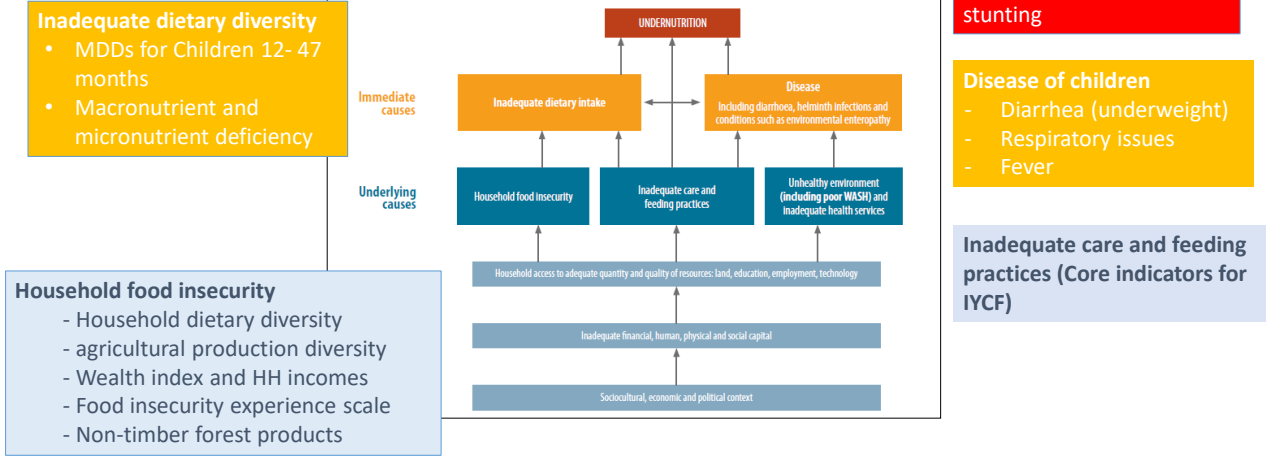 Inadequate dietary diversity
• MDDs for Children 12- 47
months
• Macronutrient and
micronutrient deficiency
UNDERNUTRITION
stunting
Immediate
causes
Inadequate dietary intake
Disease
Including diarrhoea, helminth infections and
conditions such as environmental enteropathy
Disease of children
- Diarrhea (underweight)
- Respiratory issues
- Fever
Underlying
causes
Household food insecurity
Inadequate care and
feeding practices
Unhealthy environment
(including poor WASH) and
inadequate health services
Inadequate care and feeding
practices (Core indicators for
IYCF)
Household access to adequate quantity and quality of resources: land, education, employment, technology
Inadequate financial, human, physical and social capital
Sociocultural, economic and political context
Household food insecurity
- Household dietary diversity
- agricultural production diversity
- Wealth index and HH incomes
- Food insecurity experience scale
- Non-timber forest products